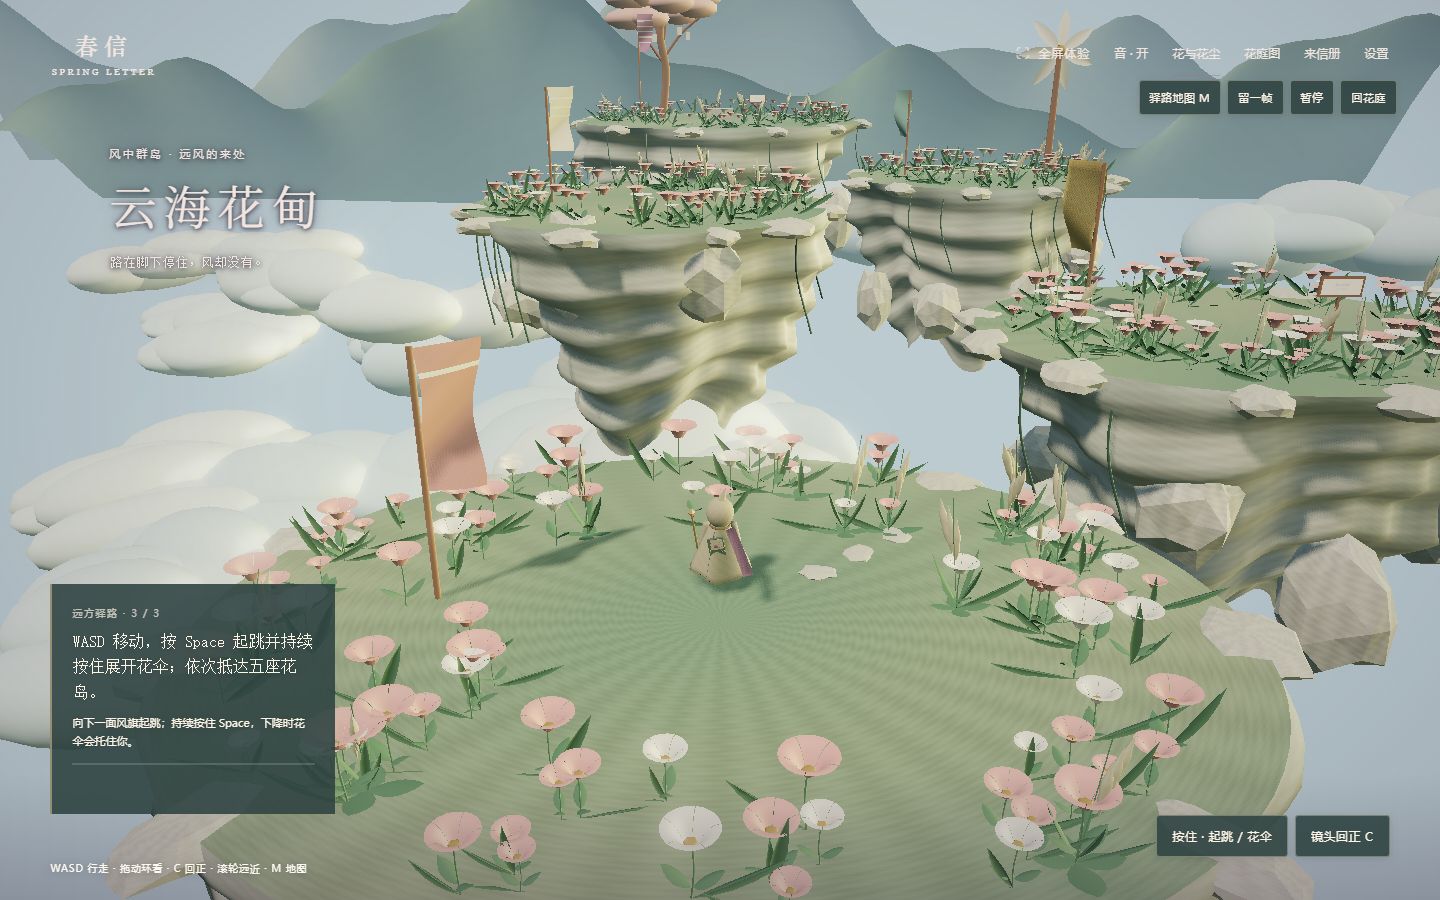 春信
SPRING LETTER
全屏体验 音·开 花与花尘 花庭图 来信册 设置
驿路地图 M 留一帧 暂停 回花庭
风中群岛 · 远风的来处
云海花甸
路在脚下停住，风却没有。
远方驿路 · 3 / 3
WASD 移动，按 Space 起跳并持续
按住展开花伞；依次抵达五座花
岛。
向下一面风旗起跳；持续按住 Space，下降时花
伞会托住你。
按住 · 起跳 / 花伞 镜头回正 C
WASD 行走 · 拖动环看 · C 回正 · 滚轮远近 · M 地图